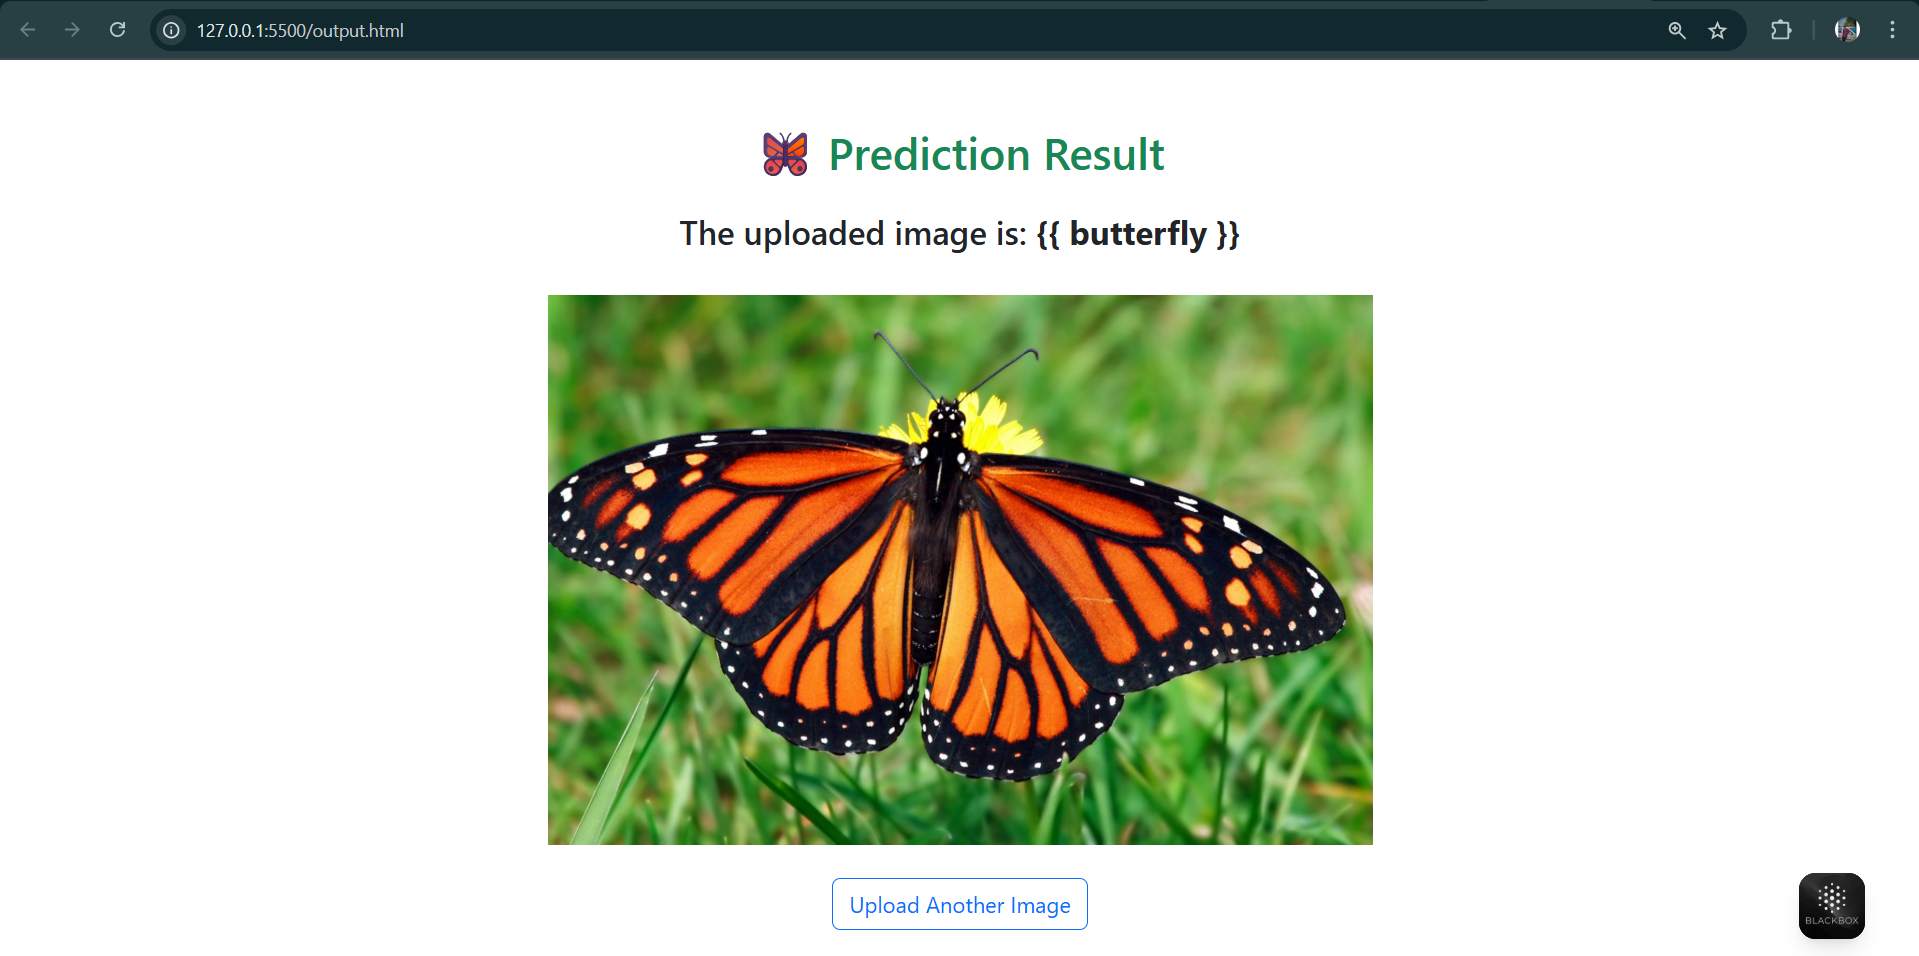 127.0.0.1:5500/output.html
Prediction Result
The uploaded image is: {{ butterfly }}
Upload Another Image
BLACKBOX